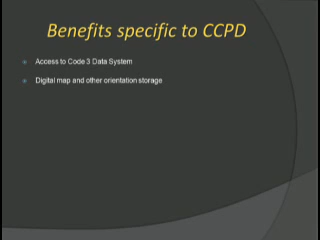 Benefits specific to CCPD
Access to Code 3 Data System
Digital map and other orientation storage